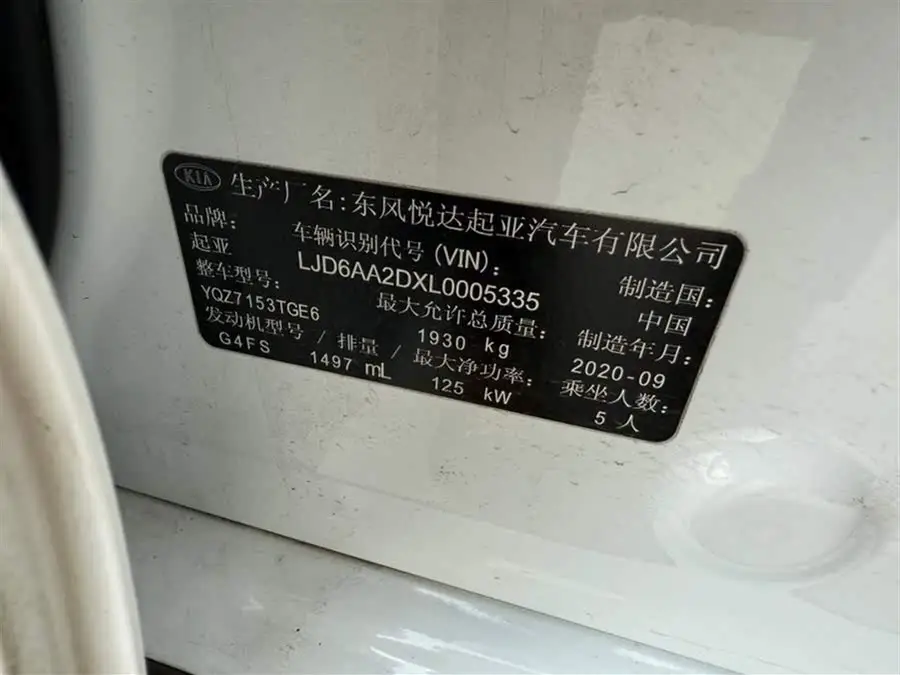 KIA 生产厂名:东风悦达起亚汽车有限公司
品牌: 车辆识别代号(VIN): 制造国:
起亚 LJD6AA2DXL0005335 中国
整车型号: 最大允许总质量: 制造年月:
YQZ7153TGE6 1930 kg 2020-09
发动机型号/排量/最大净功率: 乘坐人数:
G4FS 1497 mL 125 kW 5 人